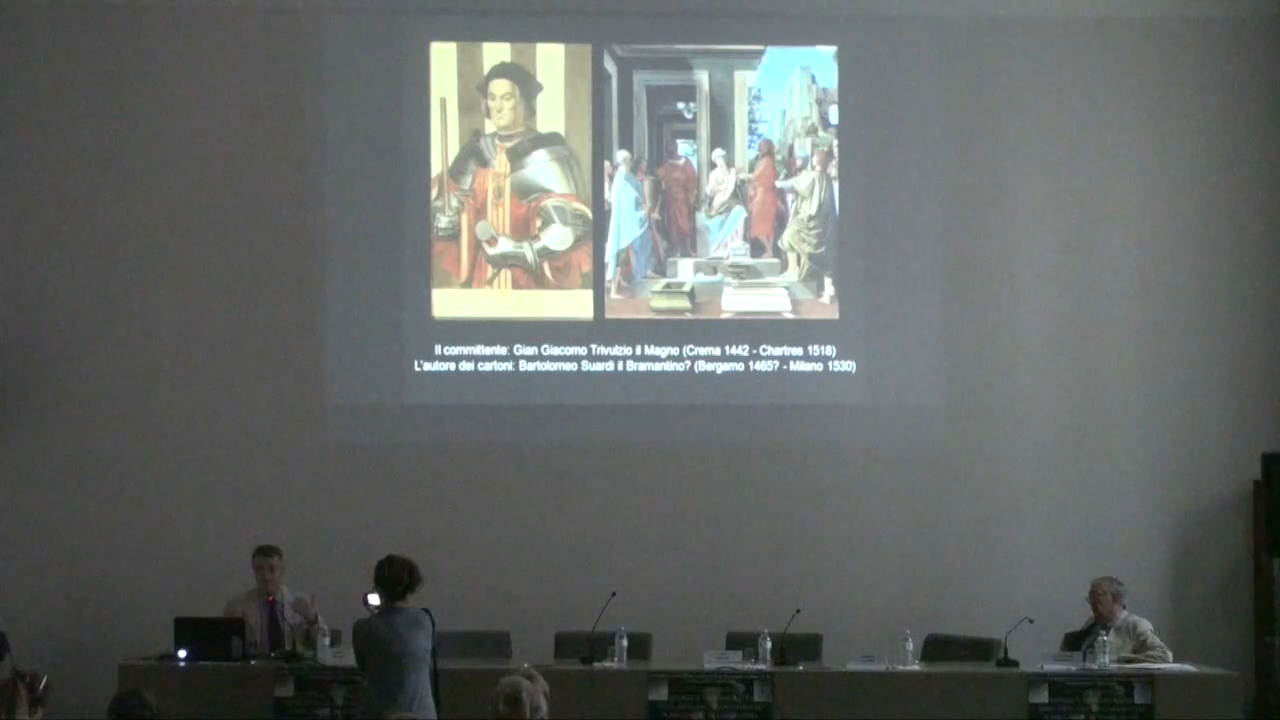 Il committente: Gian Giacomo Trivulzio il Magno (Crema 1442 - Chartres 1518)
L'autore dei cartoni: Bartolomeo Suardi il Bramantino? (Bergamo 1465? - Milano 1530)